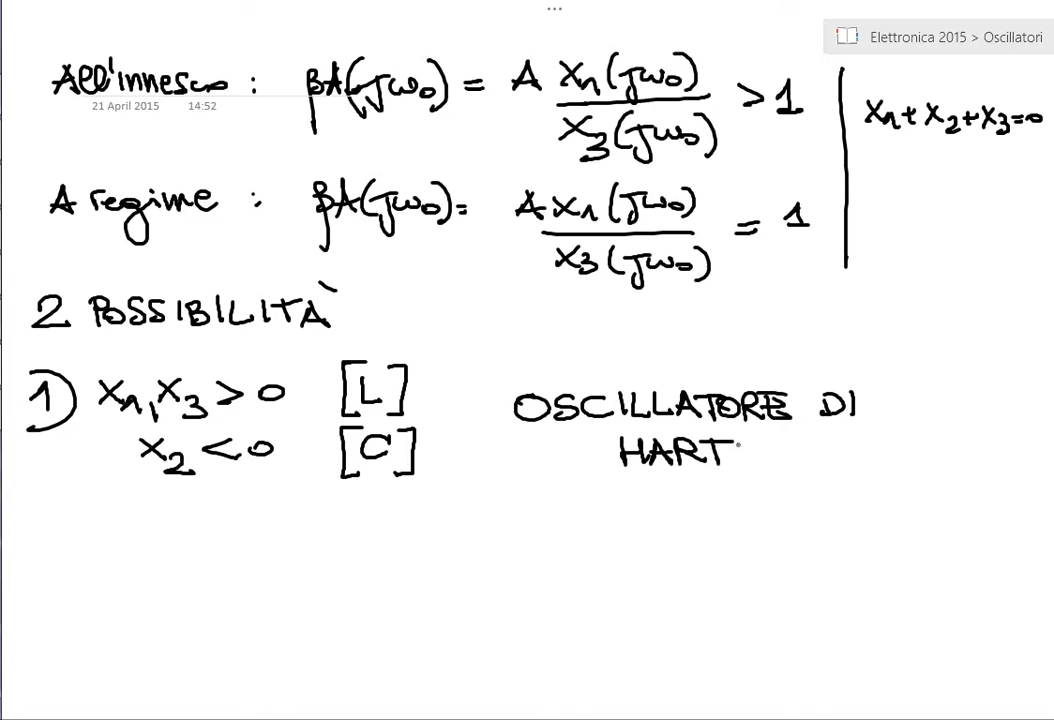 ...
Elettronica 2015 > Oscillatori
All'innesco : βA(jω0) = A X1(jω0) / X3(jω0) > 1
X1+X2+X3=0
21 April 2015 14:52
A regime : βA(jω0) = A X1(jω0) / X3(jω0) = 1
2 POSSIBILITÀ
1) X1, X3 > 0 [L] OSCILLATORE DI
X2 < 0 [C] HART